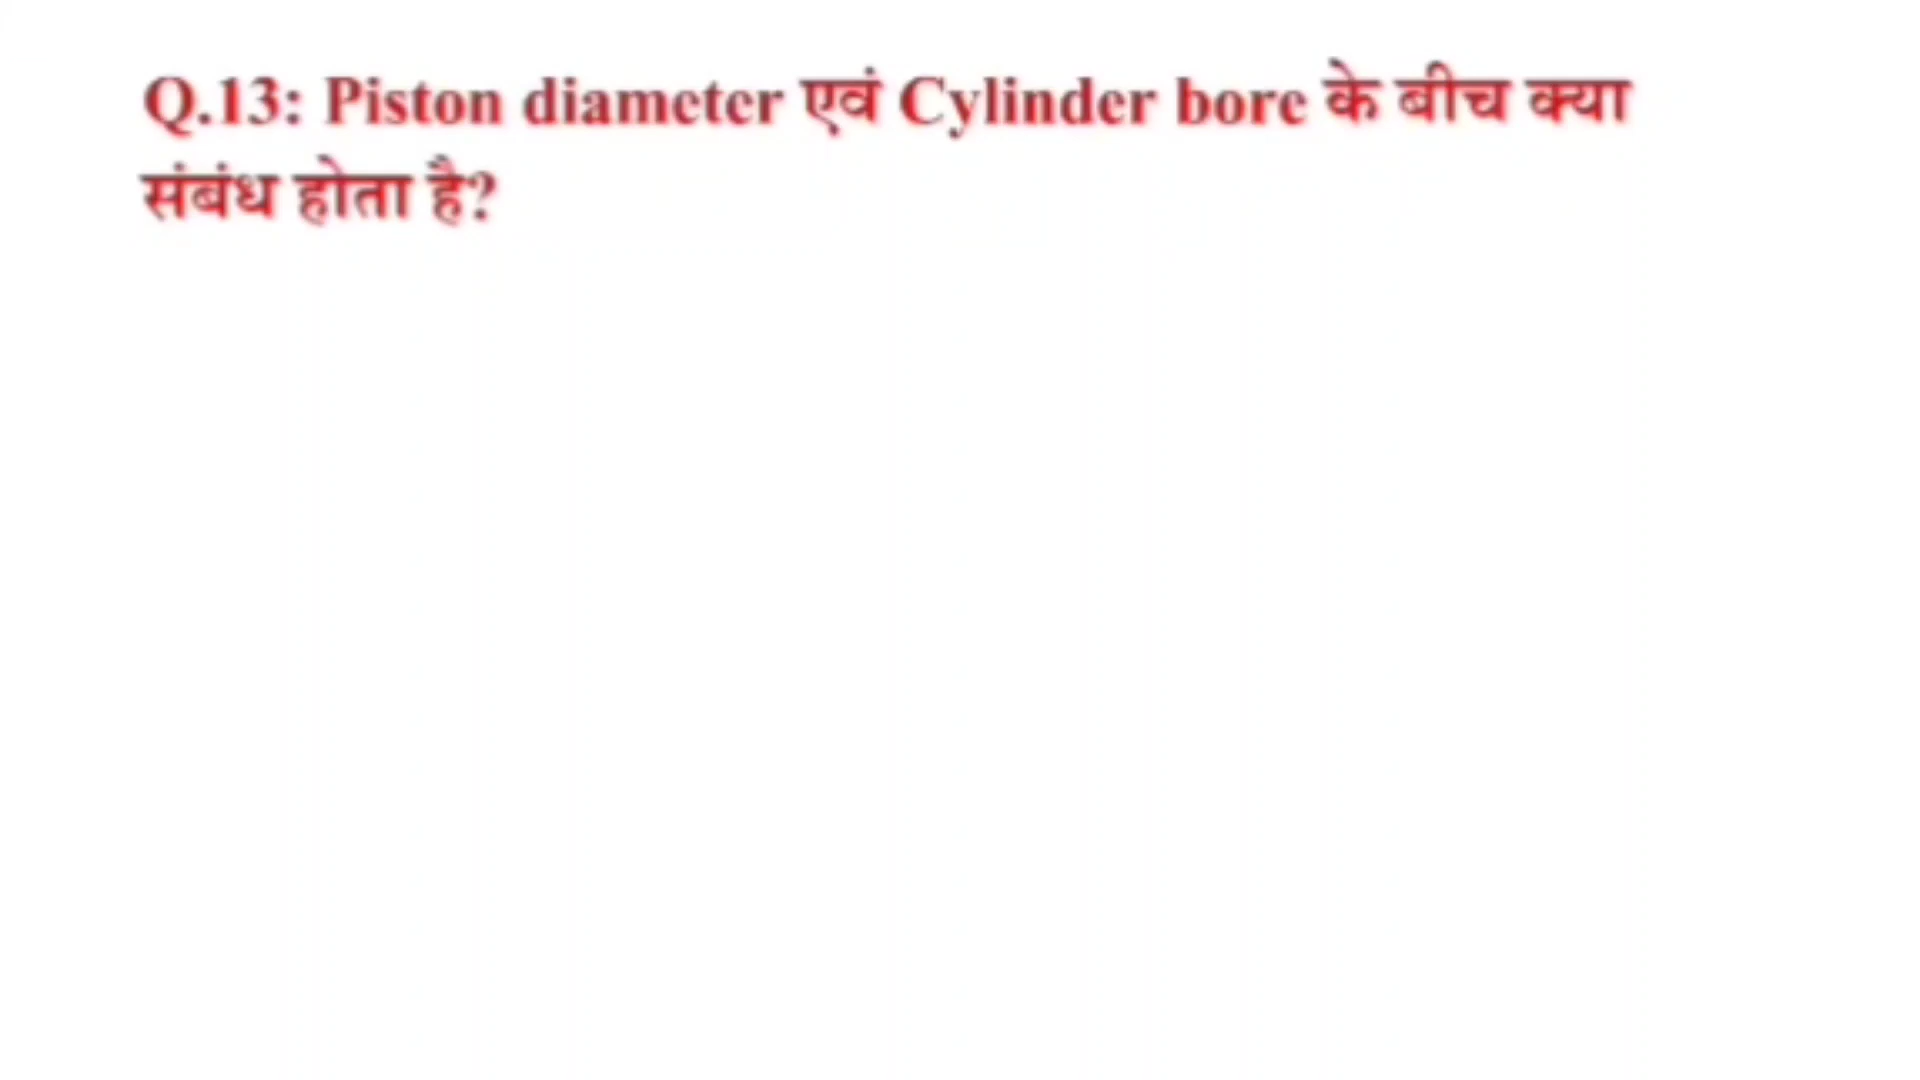 Q.13: Piston diameter एवं Cylinder bore के बीच क्या
संबंध होता है?